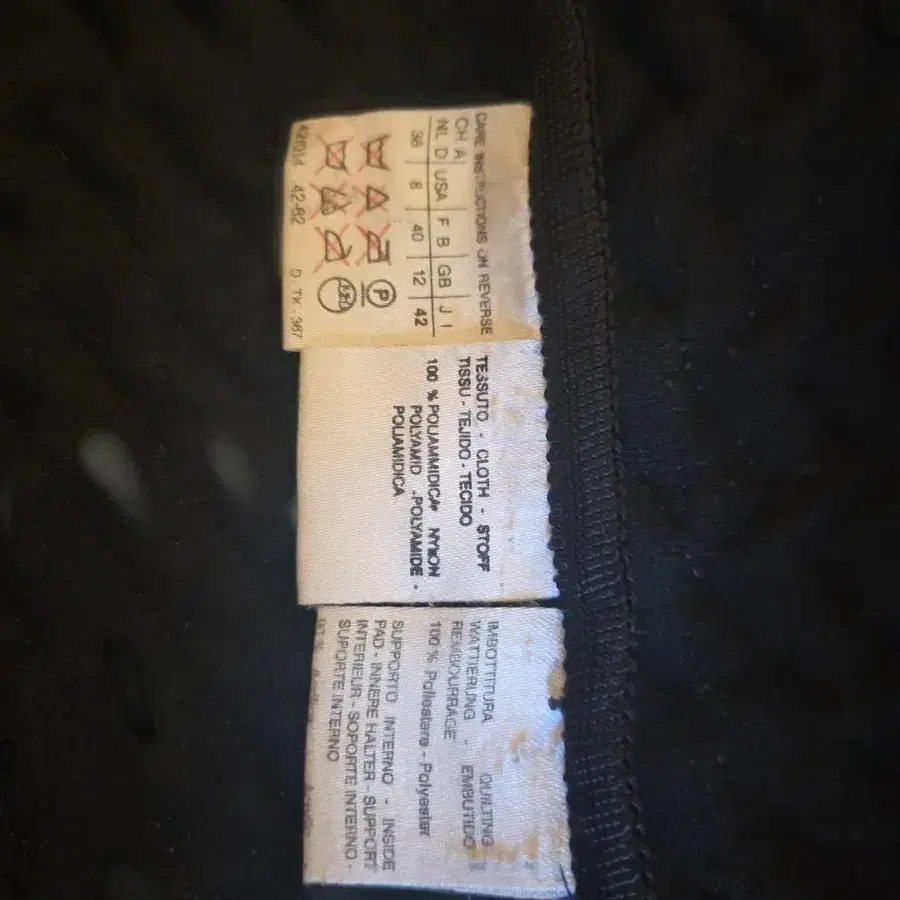 CARE INSTRUCTIONS ON REVERSE
CH A
NL D USA F B GB J I
38 8 40 12 42
P
D TK - 367
TESSUTO - CLOTH - STOFF
TISSU - TEJIDO - TECIDO
100 % POLIAMMIDICA NYLON
POLYAMID - POLYAMIDE -
POLIAMIDICA
IMBOTTITURA QUILTING
WATTIERUNG - EMBUTIDO
REMBOURRAGE
100 % Poliestere - Polyester
SUPPORTO INTERNO - INSIDE
PAD - INNERE HALTER - SUPPORT
INTERIEUR - SOPORTE INTERNO -
SUPORTE INTERNO